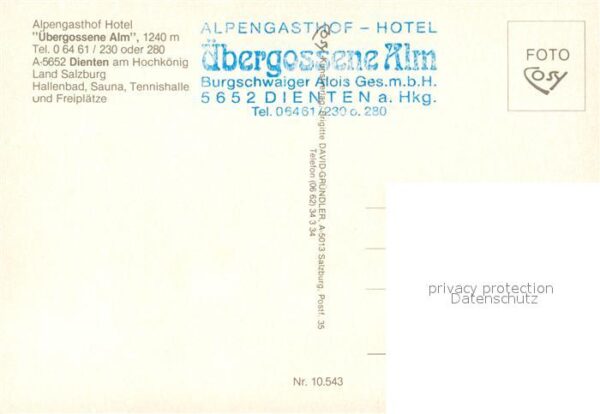 Alpengasthof Hotel
"Übergossene Alm", 1240 m
Tel. 0 64 61 / 230 oder 280
A-5652 Dienten am Hochkönig
Land Salzburg
Hallenbad, Sauna, Tennishalle
und Freiplätze
ALPENGASTHOF - HOTEL
Übergossene Alm
Burgschwaiger Alois Ges.m.b.H.
5652 DIENTEN a. Hkg.
Tel. 06461/230 o. 280
FOTO
COSY
COSY
Brigitte DAVID-GRÜNDLER, A-5013 Salzburg, Postf. 35
Telefon (06 62) 34 3 34
privacy protection
Datenschutz
Nr. 10.543